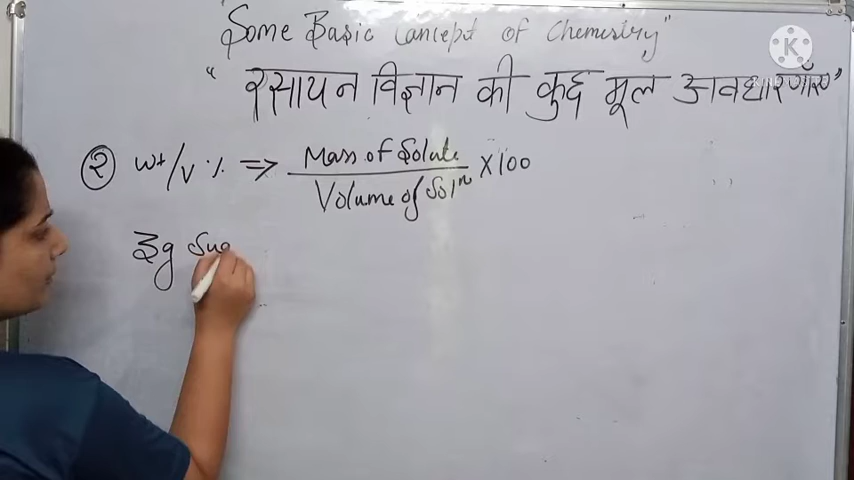 "Some Basic Concept of Chemistry"
"रसायन विज्ञान की कुछ मूल अवधारणाँए"
② wt/v % ⇒ Mass of Solute
Volume of Solⁿ × 100
3g Sug
K